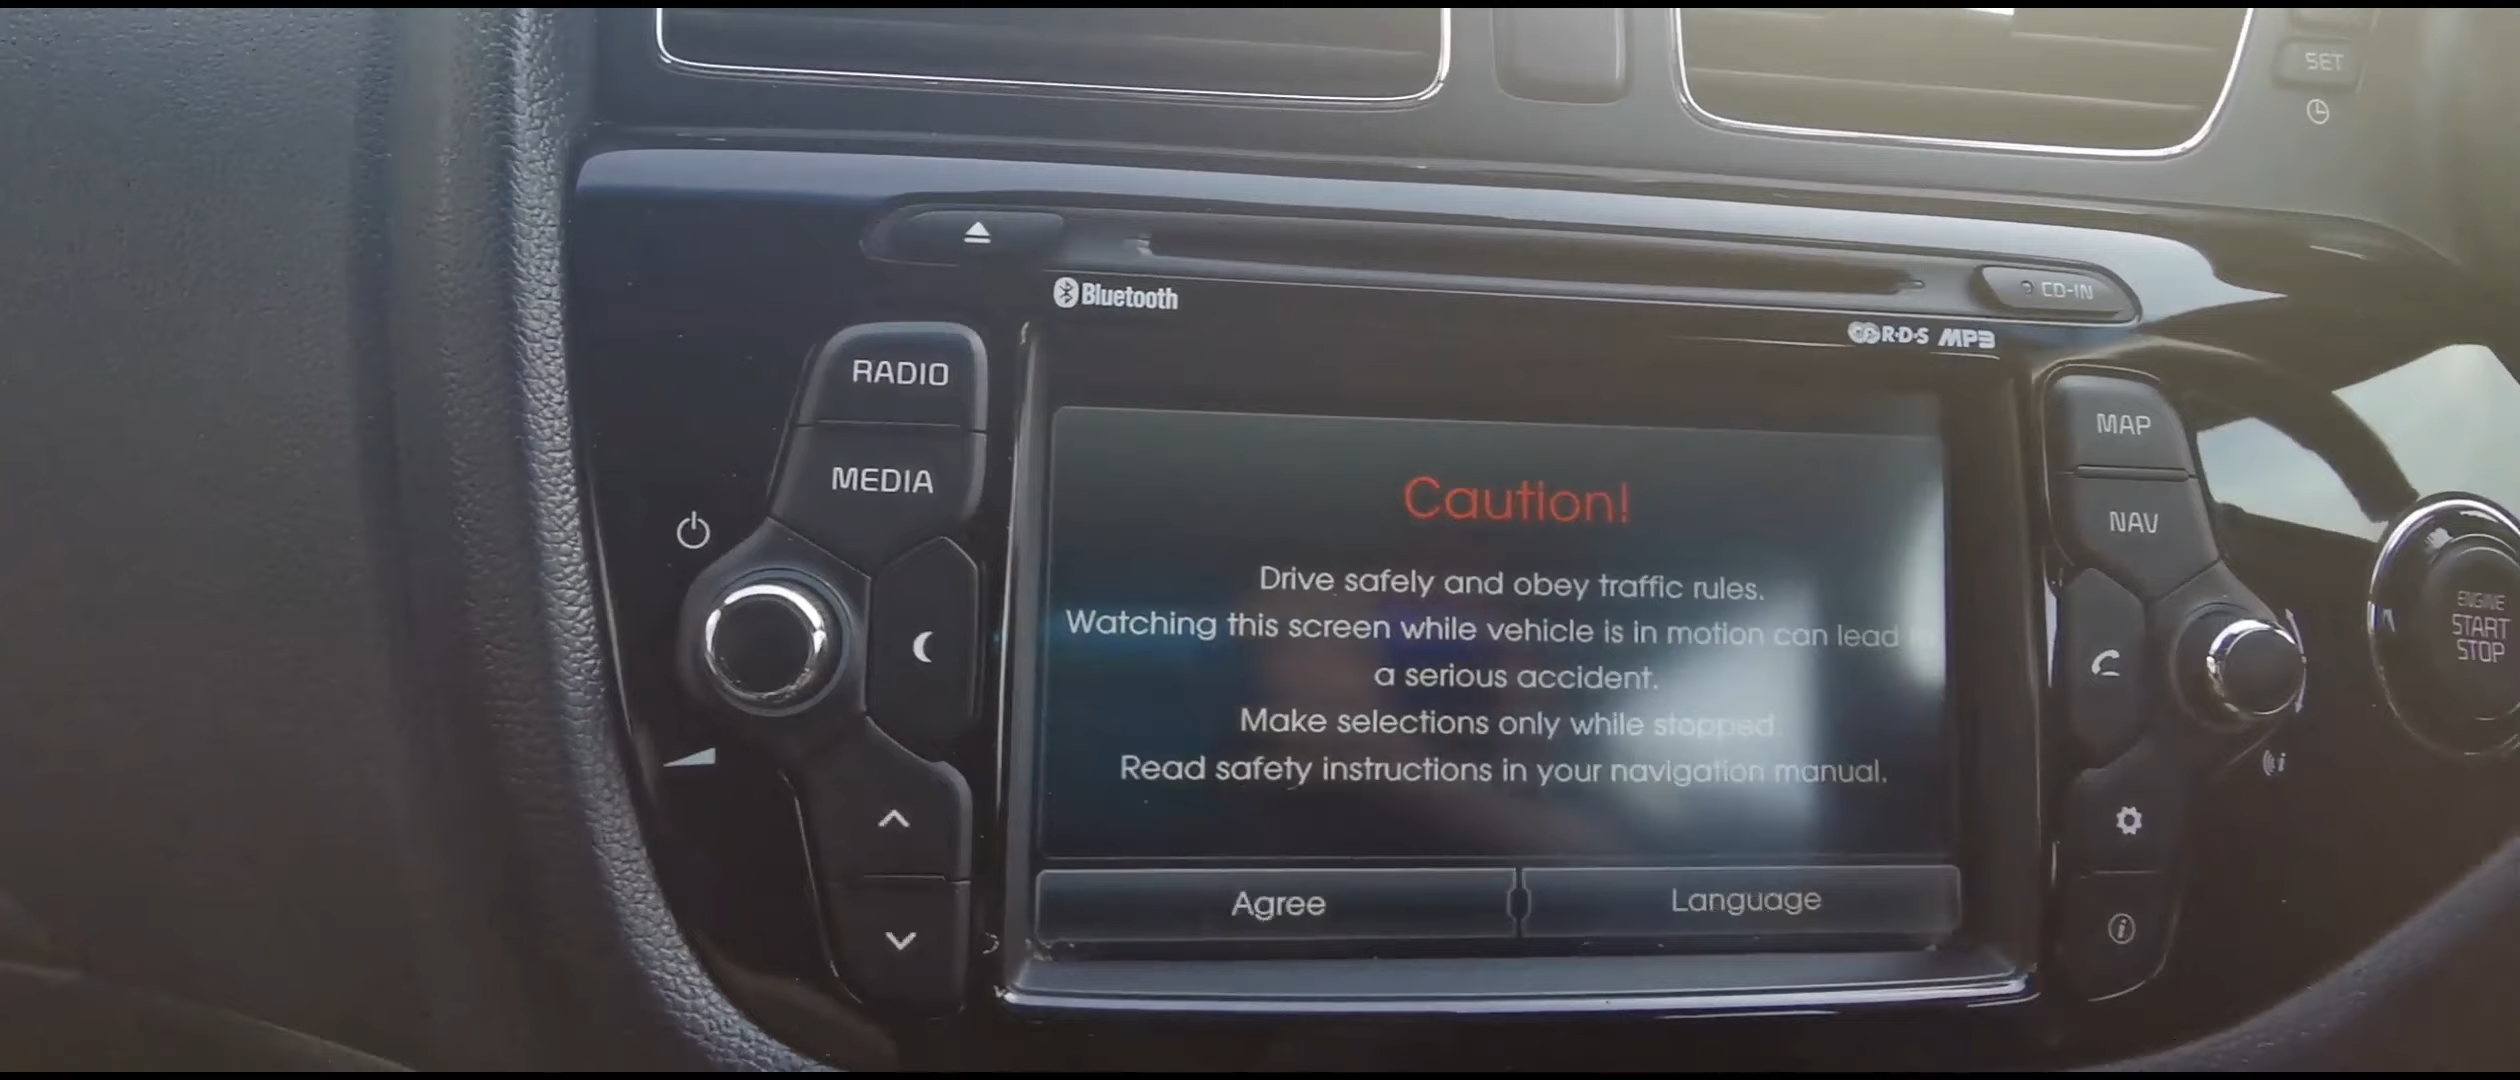 SET
CD-IN
Bluetooth
R·D·S MP3
RADIO
MEDIA
MAP
NAV
Caution!
Drive safely and obey traffic rules.
Watching this screen while vehicle is in motion can lead
a serious accident.
Make selections only while stopped
Read safety instructions in your navigation manual.
Agree
Language
ENGINE
START
STOP